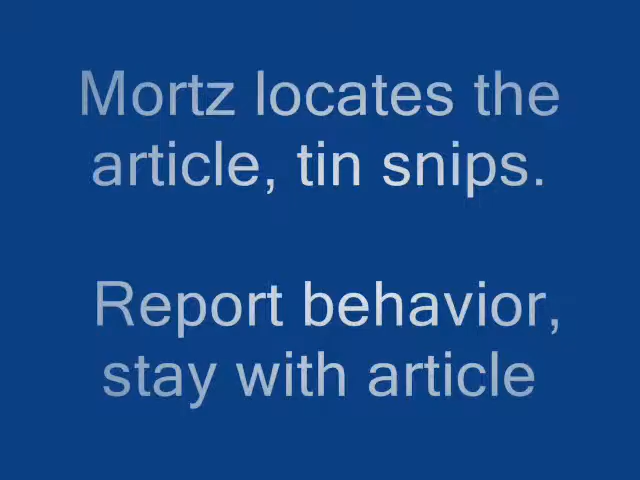 Mortz locates the
article, tin snips.
Report behavior,
stay with article